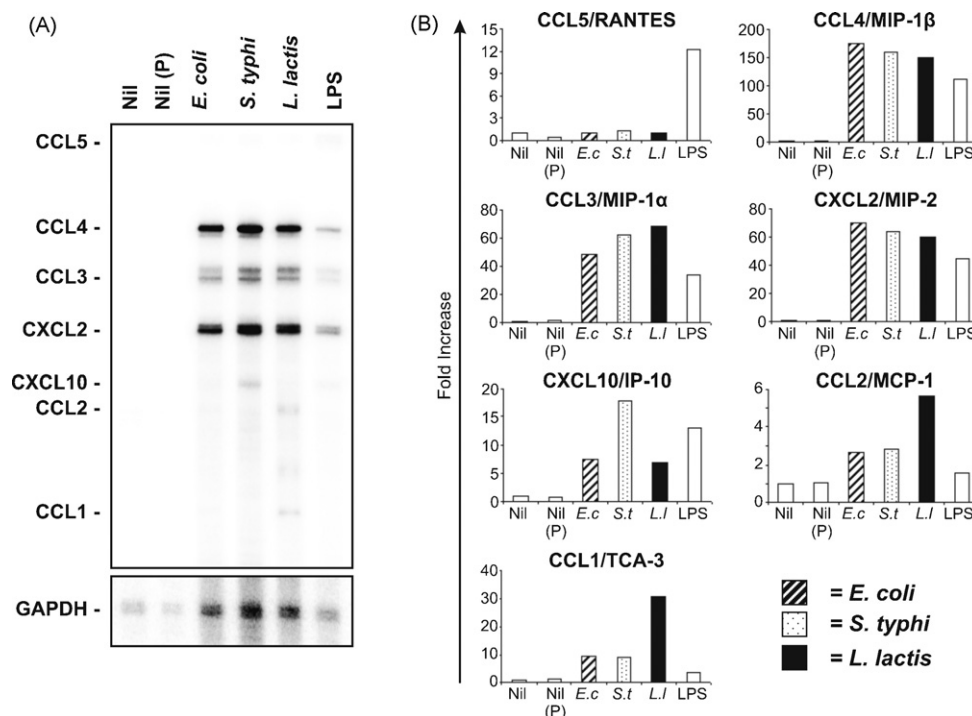 (A)
Nil
Nil (P)
E. coli
S. typhi
L. lactis
LPS
CCL5 -
CCL4 -
CCL3 -
CXCL2 -
CXCL10 -
CCL2 -
CCL1 -
GAPDH -
(B)
Fold Increase
CCL5/RANTES
15
12
9
6
3
0
Nil Nil E.c S.t L.l LPS
(P)
CCL4/MIP-1β
200
150
100
50
0
Nil Nil E.c S.t L.l LPS
(P)
CCL3/MIP-1α
80
60
40
20
0
Nil Nil E.c S.t L.l LPS
(P)
CXCL2/MIP-2
80
60
40
20
0
Nil Nil E.c S.t L.l LPS
(P)
CXCL10/IP-10
20
15
10
5
0
Nil Nil E.c S.t L.l LPS
(P)
CCL2/MCP-1
6
4
2
0
Nil Nil E.c S.t L.l LPS
(P)
CCL1/TCA-3
40
30
20
10
0
Nil Nil E.c S.t L.l LPS
(P)
= E. coli
= S. typhi
= L. lactis